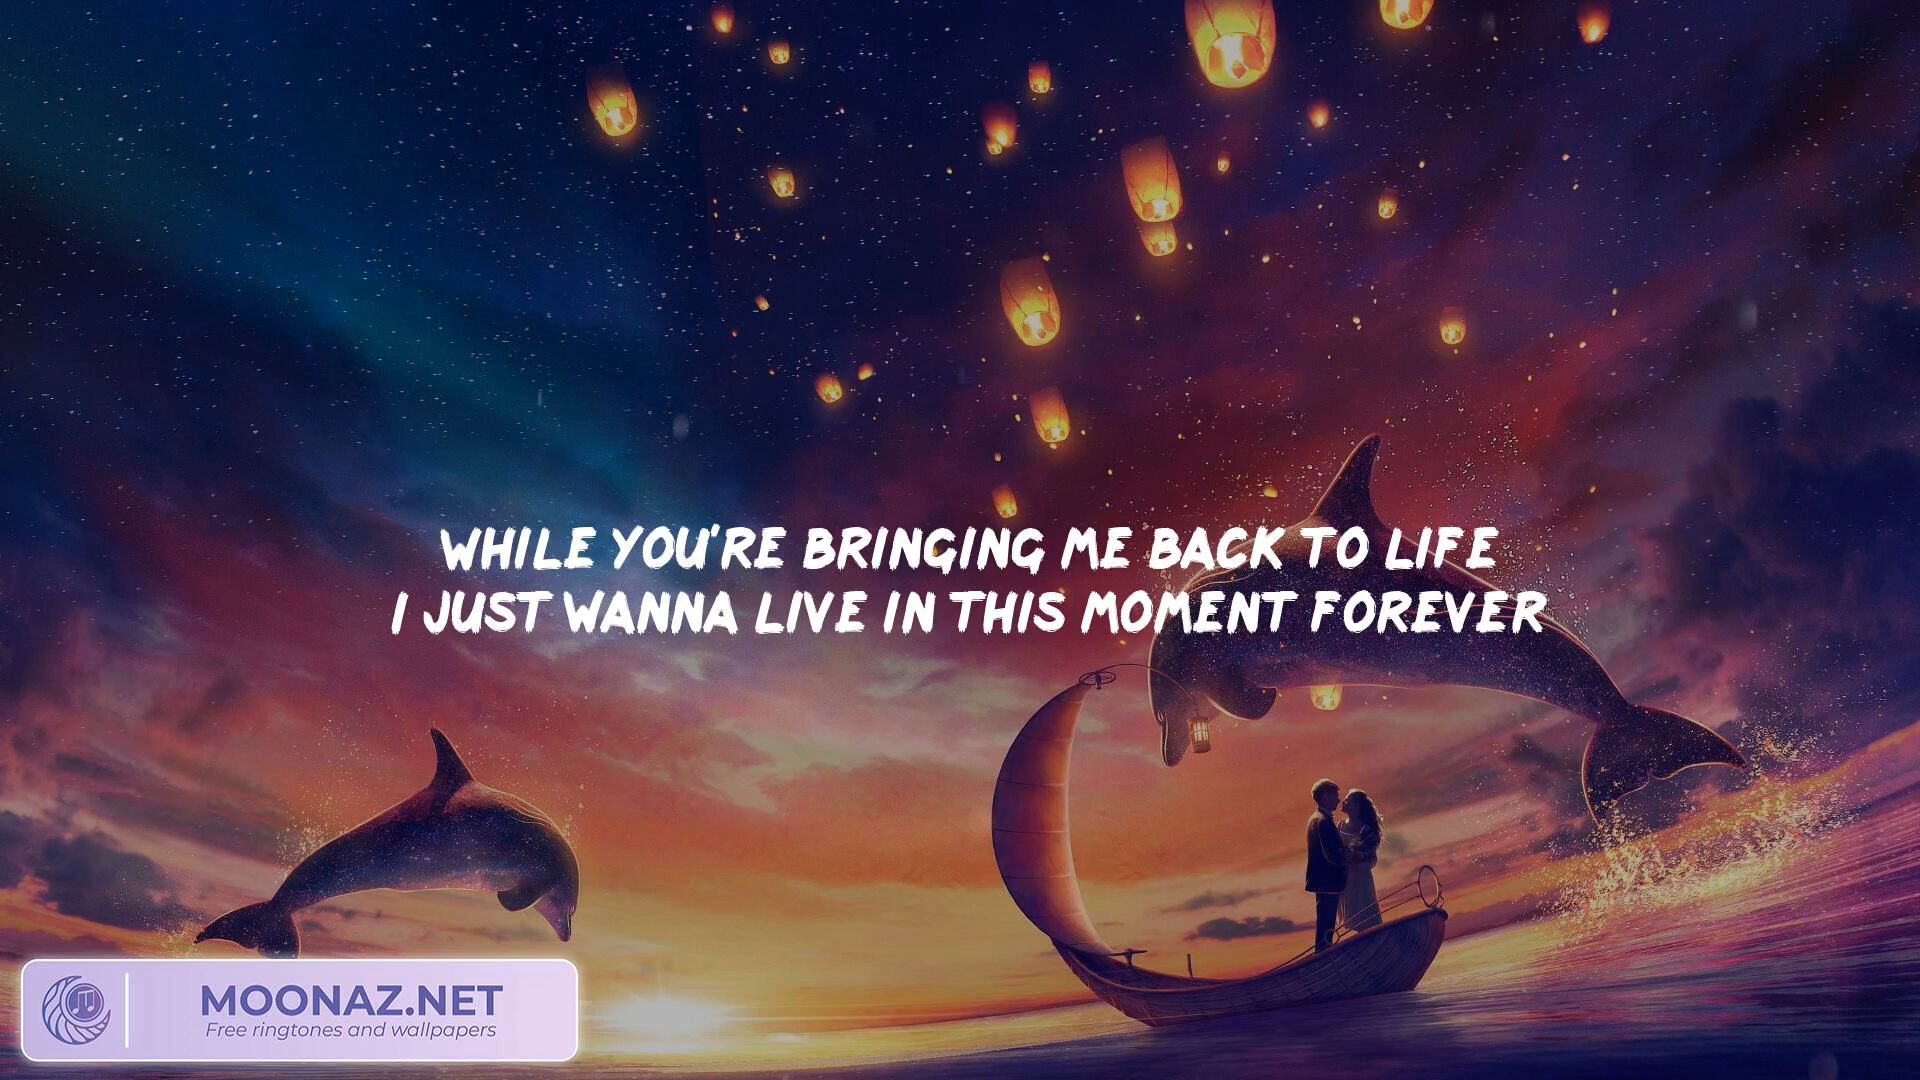 WHILE YOU'RE BRINGING ME BACK TO LIFE
I JUST WANNA LIVE IN THIS MOMENT FOREVER
MOONAZ.NET
Free ringtones and wallpapers